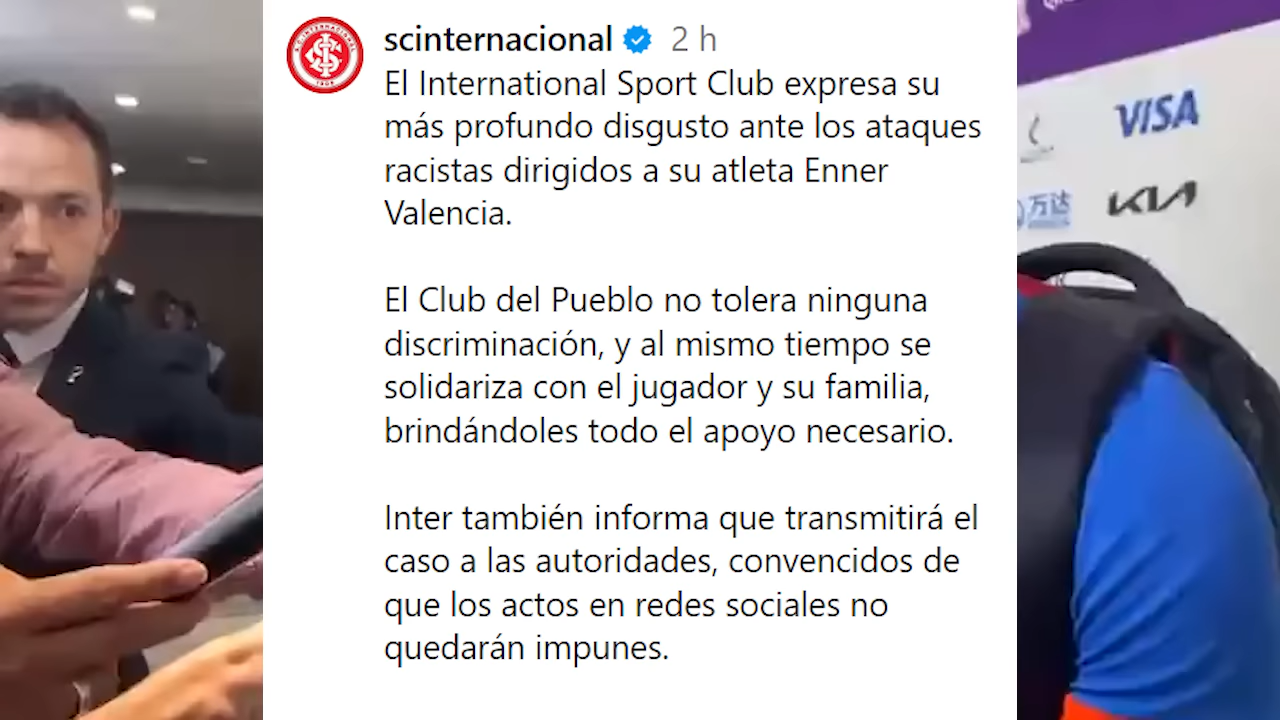 scinternacional 2 h
El International Sport Club expresa su
más profundo disgusto ante los ataques
racistas dirigidos a su atleta Enner
Valencia.
El Club del Pueblo no tolera ninguna
discriminación, y al mismo tiempo se
solidariza con el jugador y su familia,
brindándoles todo el apoyo necesario.
Inter también informa que transmitirá el
caso a las autoridades, convencidos de
que los actos en redes sociales no
quedarán impunes.
VISA
万达
KIA